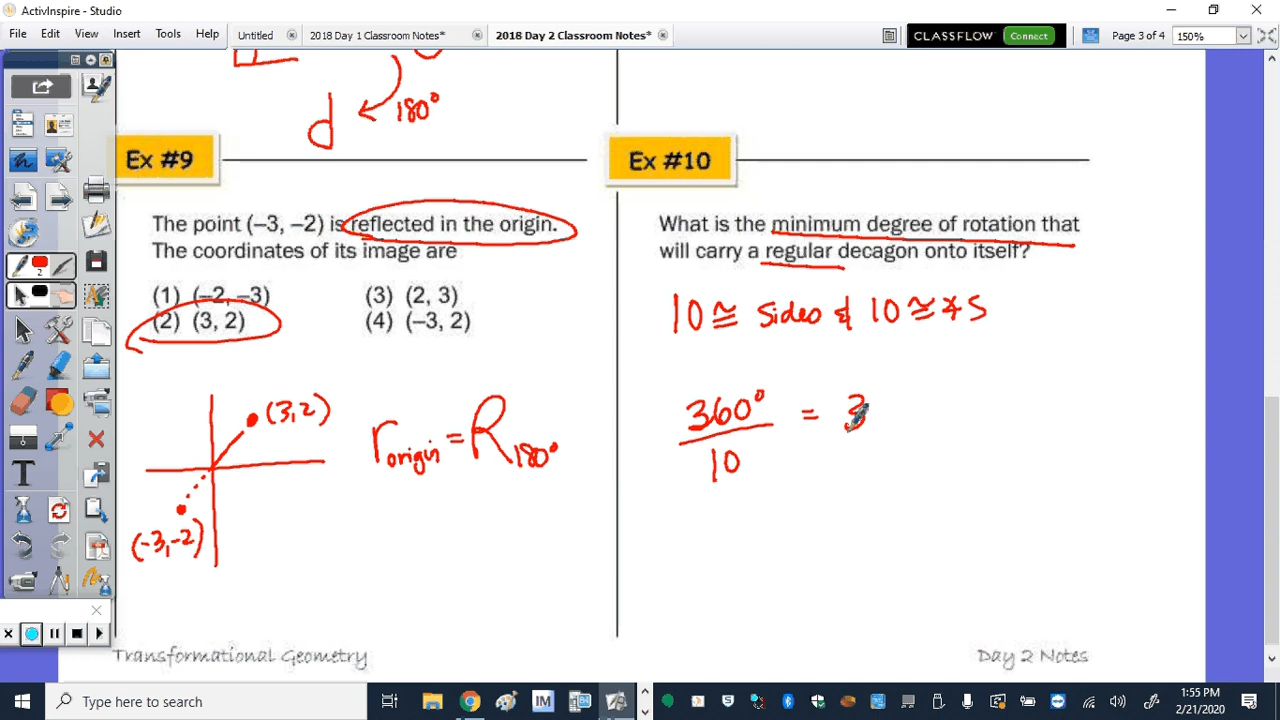 ActivInspire - Studio
File Edit View Insert Tools Help
Untitled
2018 Day 1 Classroom Notes*
2018 Day 2 Classroom Notes*
CLASSFLOW Connect
Page 3 of 4
150%
d
180°
Ex #9
The point (−3, −2) is reflected in the origin.
The coordinates of its image are
(1) (−2, −3)
(3) (2, 3)
(2) (3, 2)
(4) (−3, 2)
(3,2)
(-3,-2)
r origin = R 180°
Ex #10
What is the minimum degree of rotation that
will carry a regular decagon onto itself?
10 ≅ sides & 10 ≅ ∡s
360° = 3
10
Transformational Geometry
Day 2 Notes
2
T
Type here to search
IM
S
1:55 PM
2/21/2020